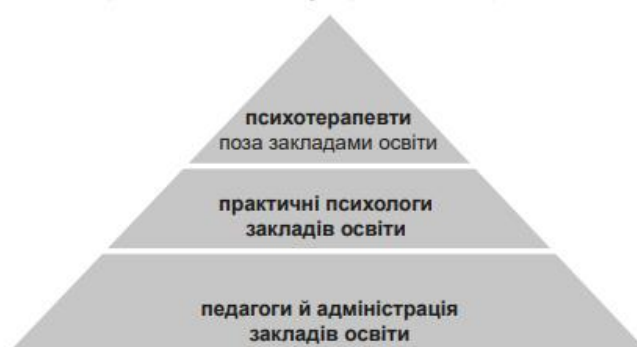 психотерапевти
поза закладами освіти
практичні психологи
закладів освіти
педагоги й адміністрація
закладів освіти